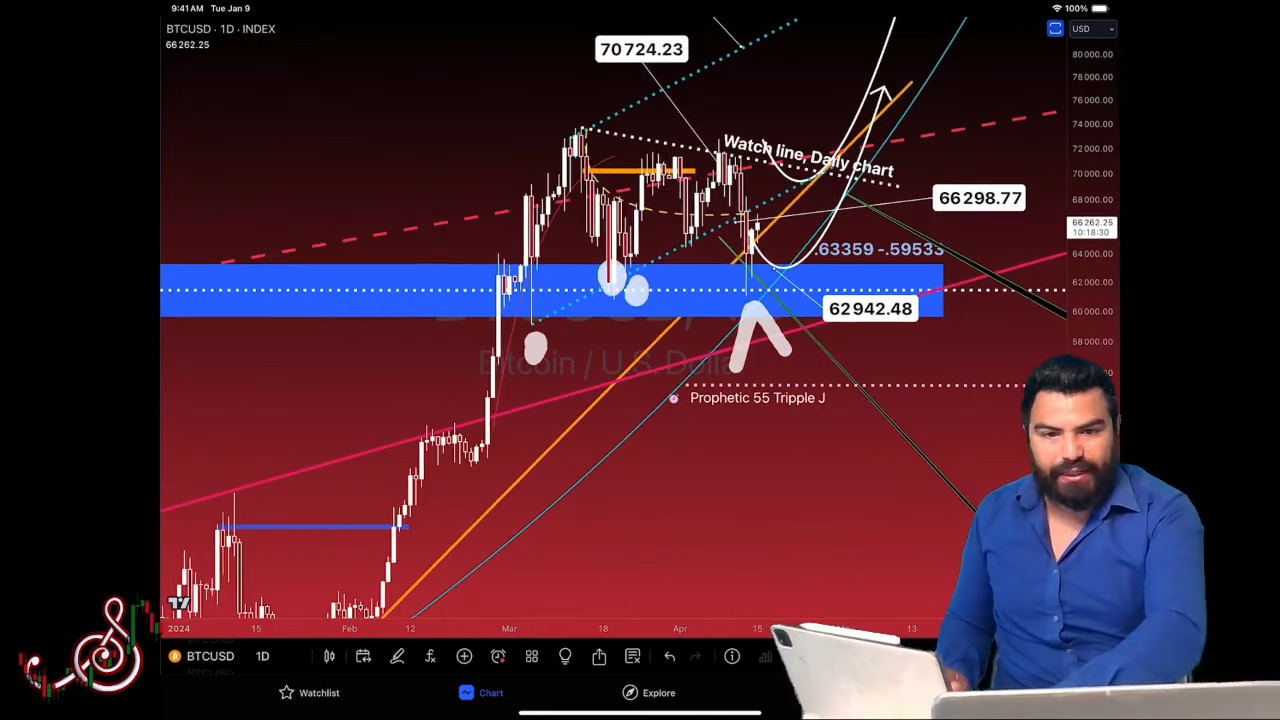 9:41 AM Tue Jan 9
100%
BTCUSD · 1D · INDEX
66 262.25
USD
80 000.00
78 000.00
76 000.00
74 000.00
72 000.00
70 000.00
68 000.00
66 262.25
10:18:30
64 000.00
62 000.00
60 000.00
58 000.00
70 724.23
Watch line, Daily chart
66 298.77
.63359 -.59533
62 942.48
Bitcoin / U.S. Dolla
Prophetic 55 Tripple J
2024
15
Feb
12
Mar
18
Apr
15
13
BTCUSD
1D
Watchlist
Chart
Explore